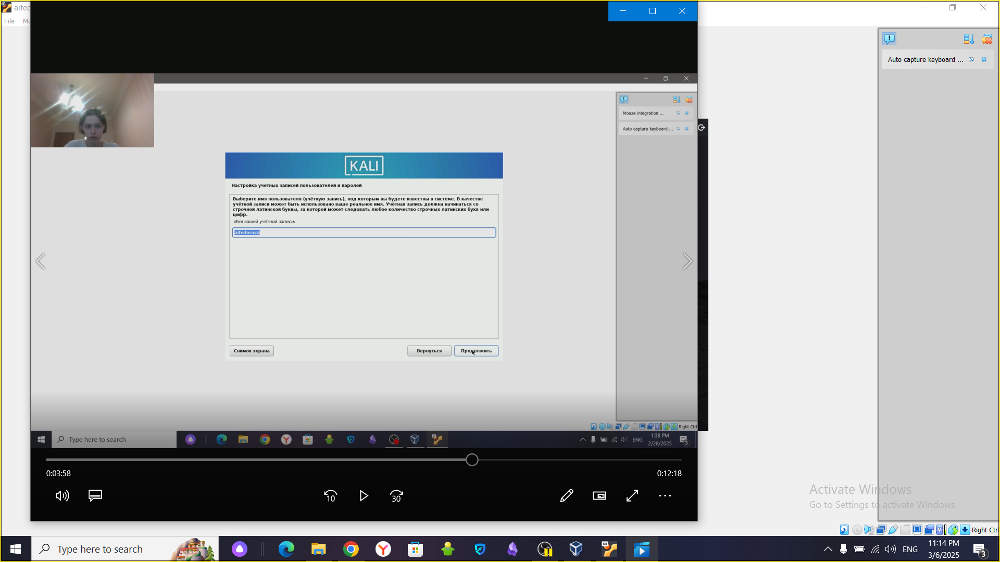 aifed
File Ma
Auto capture keyboard ...
Mouse integration ...
Auto capture keyboard ...
KALI
Настройка учётных записей пользователей и паролей
Выберите имя пользователя (учётную запись), под которым вы будете известны в системе. В качестве
учётной записи может быть использовано ваше реальное имя. Учётная запись должна начинаться со
строчной латинской буквы, за которой может следовать любое количество строчных латинских букв или
цифр.
Имя вашей учётной записи:
aifedorova
Снимок экрана
Вернуться
Продолжить
Right Ctrl
Type here to search
ENG
1:38 PM
2/28/2025
3
0:03:58
0:12:18
10
30
Activate Windows
Go to Settings to activate Windows.
Right Ctr
Type here to search
64
ENG
11:14 PM
3/6/2025
3